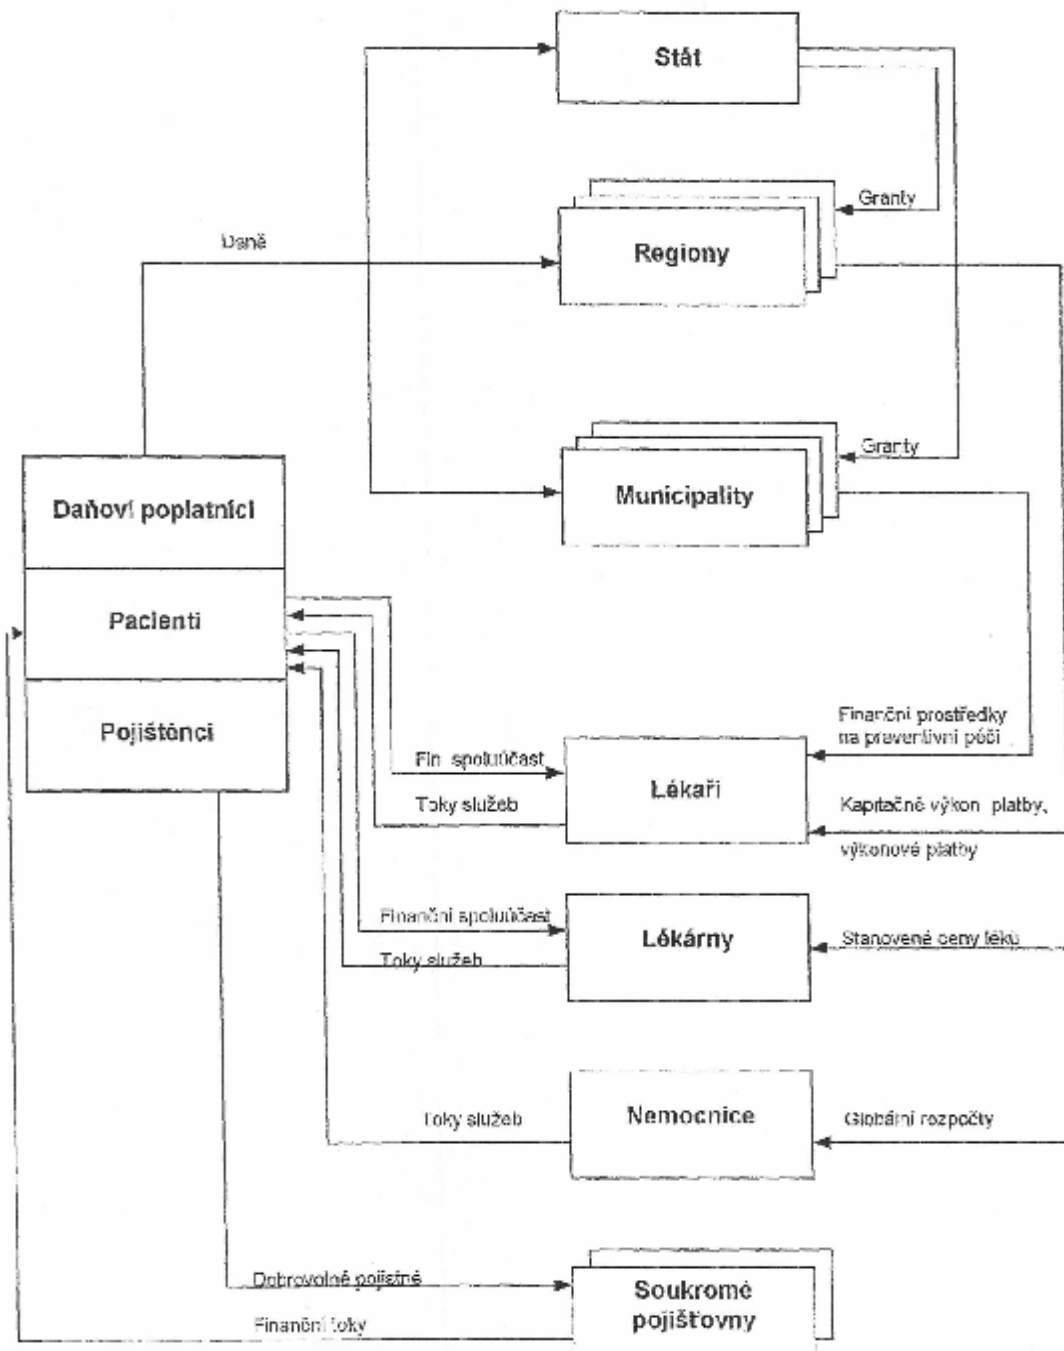 Stát
Granty
Regiony
Daně
Granty
Municipality
Daňoví poplatníci
Pacienti
Pojištěnci
Finanční prostředky
na preventivní péči
Fin. spoluúčast
Lékaři
Toky služeb
Kapitačně výkon. platby,
výkonové platby
Finanční spoluúčast
Lékárny
Stanovené ceny léků
Toky služeb
Nemocnice
Toky služeb
Globální rozpočty
Dobrovolné pojistné
Soukromé
pojišťovny
Finanční toky